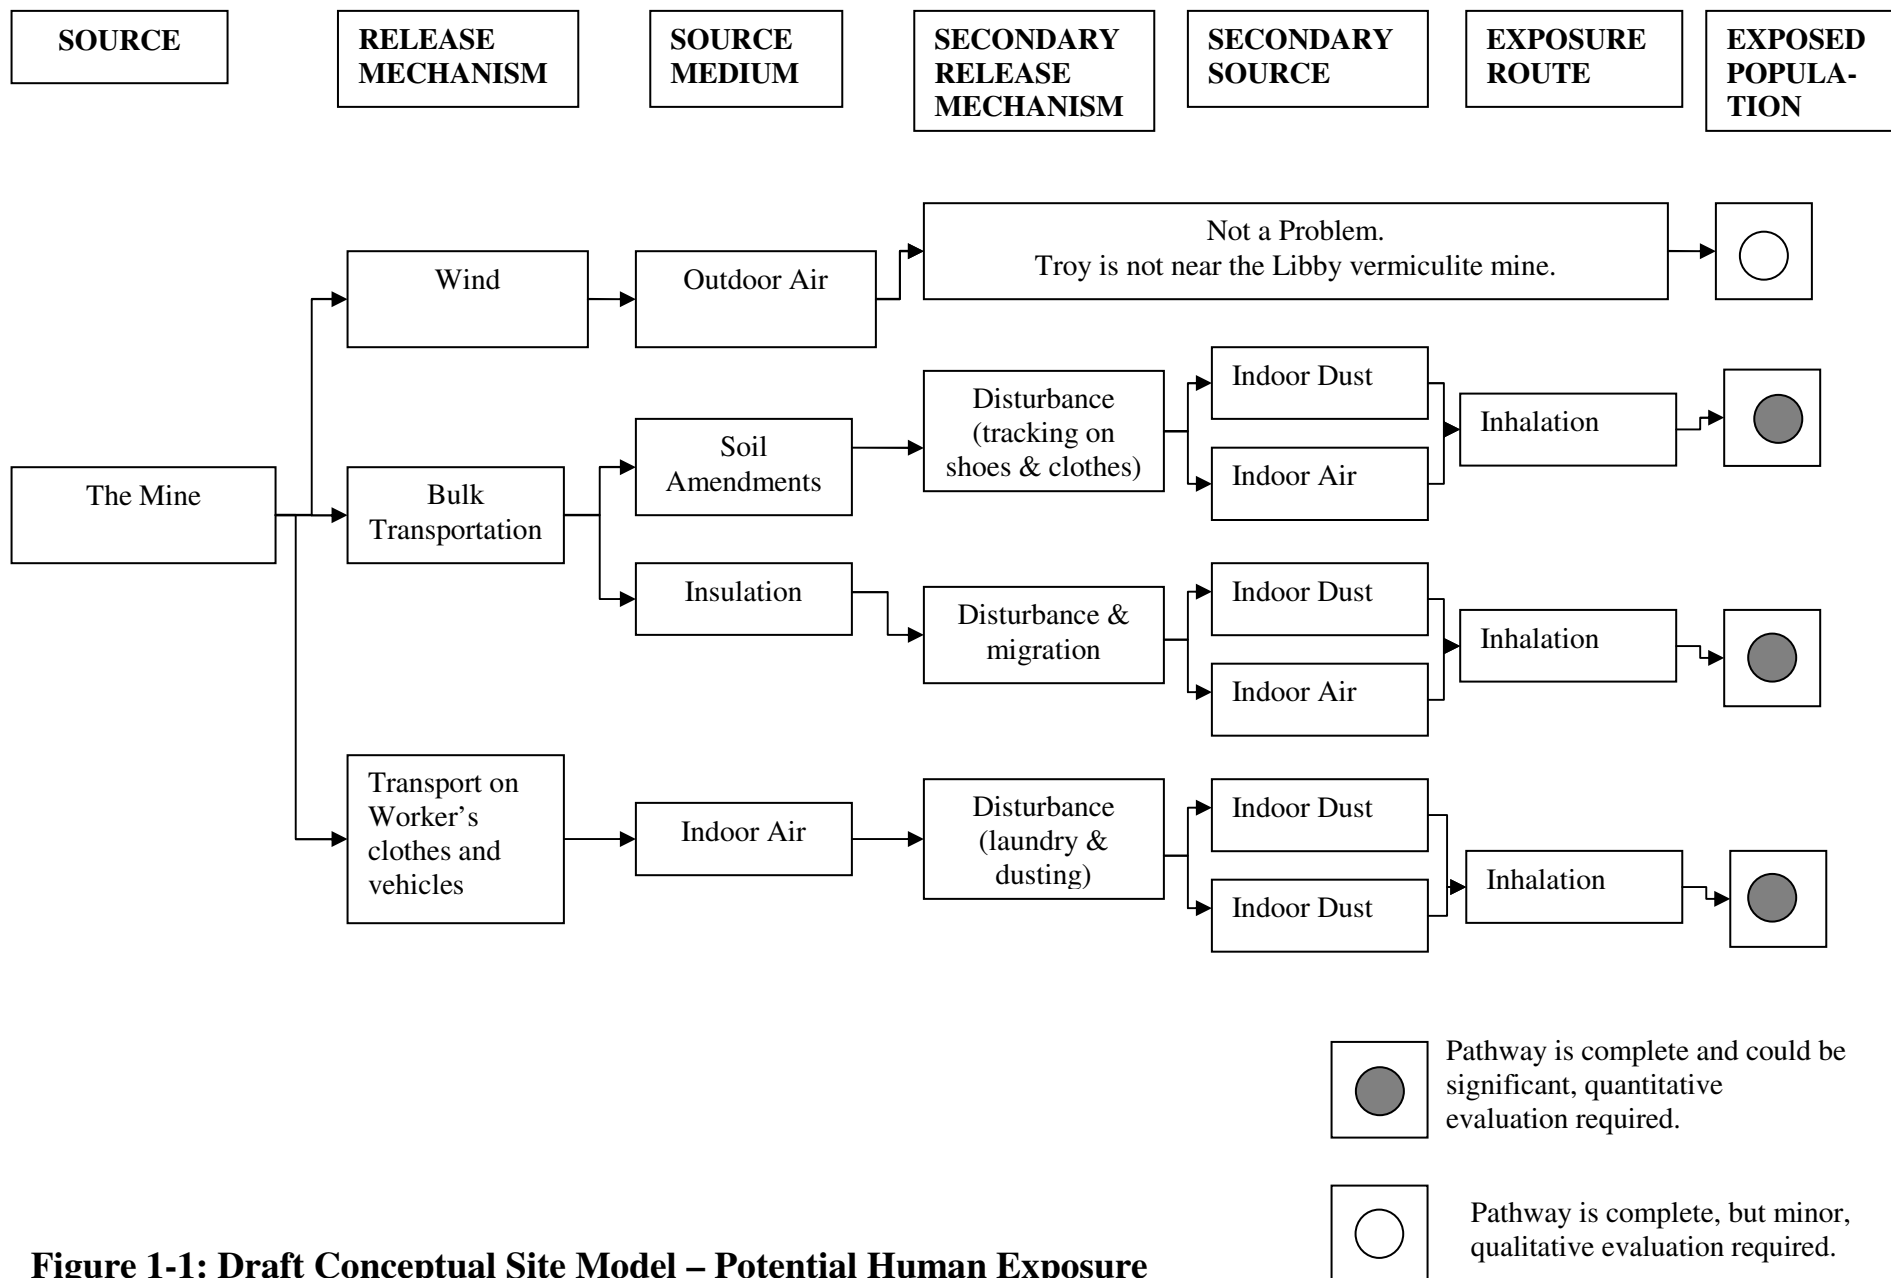 SOURCE
RELEASE
MECHANISM
SOURCE
MEDIUM
SECONDARY
RELEASE
MECHANISM
SECONDARY
SOURCE
EXPOSURE
ROUTE
EXPOSED
POPULA-
TION
Wind
Outdoor Air
Not a Problem.
Troy is not near the Libby vermiculite mine.
The Mine
Bulk
Transportation
Soil
Amendments
Disturbance
(tracking on
shoes & clothes)
Indoor Dust
Indoor Air
Inhalation
Insulation
Disturbance &
migration
Indoor Dust
Indoor Air
Inhalation
Transport on
Worker’s
clothes and
vehicles
Indoor Air
Disturbance
(laundry &
dusting)
Indoor Dust
Indoor Dust
Inhalation
Pathway is complete and could be
significant, quantitative
evaluation required.
Pathway is complete, but minor,
qualitative evaluation required.
Figure 1-1: Draft Conceptual Site Model – Potential Human Exposure